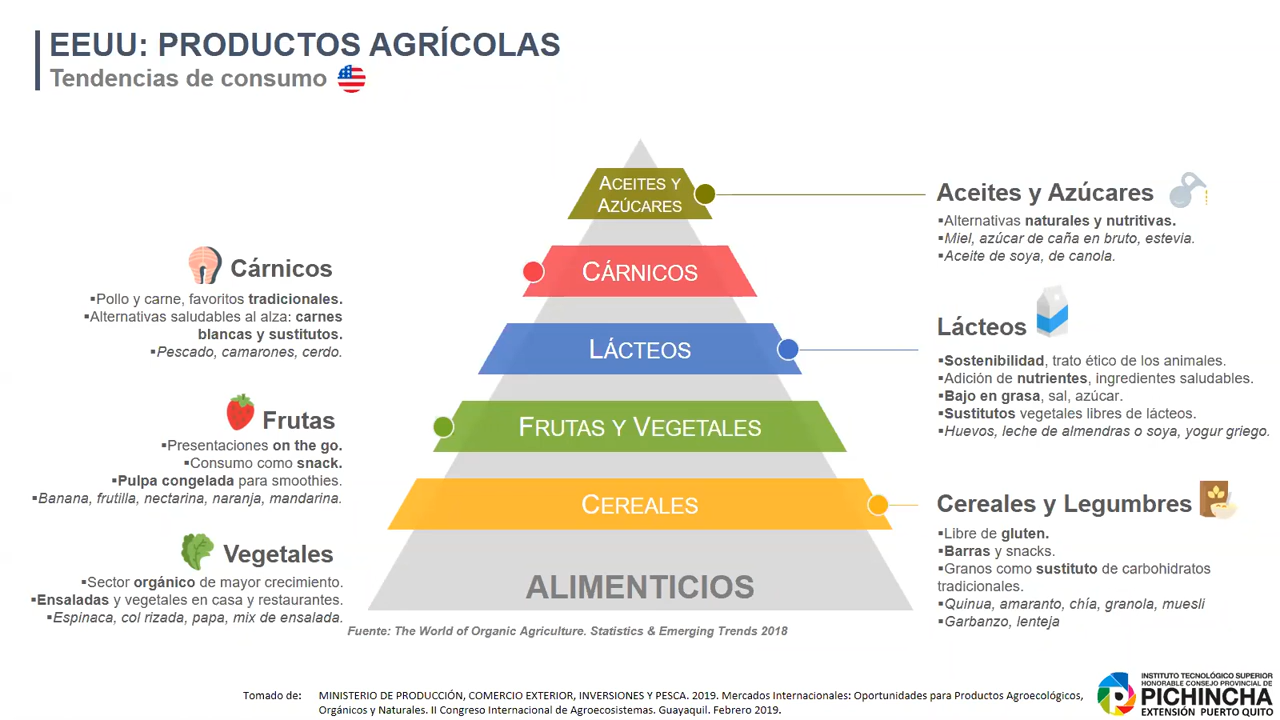 EEUU: PRODUCTOS AGRÍCOLAS
Tendencias de consumo
ACEITES Y
AZÚCARES
CÁRNICOS
LÁCTEOS
FRUTAS Y VEGETALES
CEREALES
ALIMENTICIOS
Cárnicos
▪Pollo y carne, favoritos tradicionales.
▪Alternativas saludables al alza: carnes
blancas y sustitutos.
▪Pescado, camarones, cerdo.
Frutas
▪Presentaciones on the go.
▪Consumo como snack.
▪Pulpa congelada para smoothies.
▪Banana, frutilla, nectarina, naranja, mandarina.
Vegetales
▪Sector orgánico de mayor crecimiento.
▪Ensaladas y vegetales en casa y restaurantes.
▪Espinaca, col rizada, papa, mix de ensalada.
Aceites y Azúcares
▪Alternativas naturales y nutritivas.
▪Miel, azúcar de caña en bruto, estevia.
▪Aceite de soya, de canola.
Lácteos
▪Sostenibilidad, trato ético de los animales.
▪Adición de nutrientes, ingredientes saludables.
▪Bajo en grasa, sal, azúcar.
▪Sustitutos vegetales libres de lácteos.
▪Huevos, leche de almendras o soya, yogur griego.
Cereales y Legumbres
▪Libre de gluten.
▪Barras y snacks.
▪Granos como sustituto de carbohidratos
tradicionales.
▪Quinua, amaranto, chía, granola, muesli
▪Garbanzo, lenteja
Fuente: The World of Organic Agriculture. Statistics & Emerging Trends 2018
Tomado de: MINISTERIO DE PRODUCCIÓN, COMERCIO EXTERIOR, INVERSIONES Y PESCA. 2019. Mercados Internacionales: Oportunidades para Productos Agroecológicos,
Orgánicos y Naturales. II Congreso Internacional de Agroecosistemas. Guayaquil. Febrero 2019.
INSTITUTO TECNOLÓGICO SUPERIOR
HONORABLE CONSEJO PROVINCIAL DE
PICHINCHA
EXTENSIÓN PUERTO QUITO